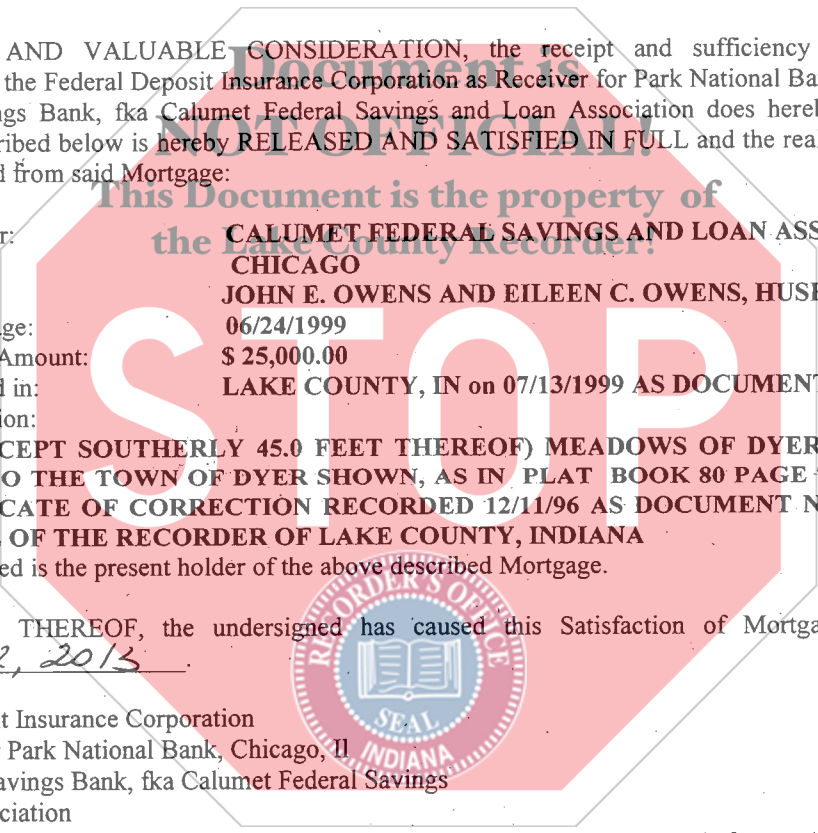 AND VALUABLE CONSIDERATION, the receipt and sufficiency
the Federal Deposit Insurance Corporation as Receiver for Park National Ba
ngs Bank, fka Calumet Federal Savings and Loan Association does hereb
ribed below is hereby RELEASED AND SATISFIED IN FULL and the real
d from said Mortgage:
Document is
NOT OFFICIAL!
This Document is the property of
the Lake County Recorder!
r: CALUMET FEDERAL SAVINGS AND LOAN ASS
CHICAGO
JOHN E. OWENS AND EILEEN C. OWENS, HUSB
ge: 06/24/1999
Amount: $ 25,000.00
d in: LAKE COUNTY, IN on 07/13/1999 AS DOCUMENT
ion:
STOP
CEPT SOUTHERLY 45.0 FEET THEREOF) MEADOWS OF DYER
O THE TOWN OF DYER SHOWN, AS IN PLAT BOOK 80 PAGE
CATE OF CORRECTION RECORDED 12/11/96 AS DOCUMENT N
OF THE RECORDER OF LAKE COUNTY, INDIANA
ed is the present holder of the above described Mortgage.
THEREOF, the undersigned has caused this Satisfaction of Mortga
2, 2013
RECORDER'S OFFICE
SEAL
INDIANA
t Insurance Corporation
r Park National Bank, Chicago, Il
avings Bank, fka Calumet Federal Savings
ciation